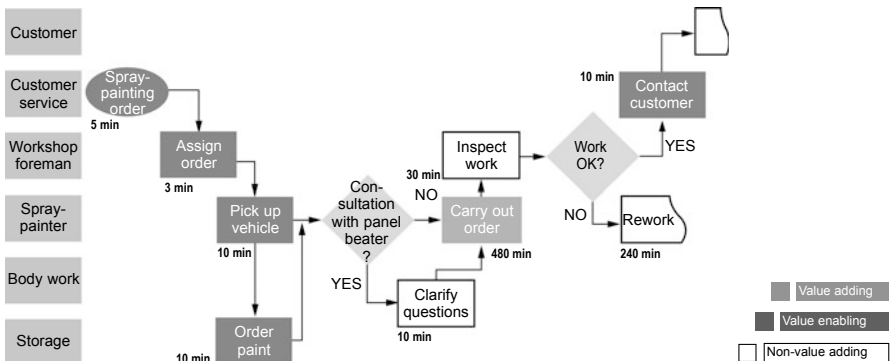 Customer
Customer
service
Workshop
foreman
Spray-
painter
Body work
Storage
Spray-
painting
order
5 min
Assign
order
3 min
Pick up
vehicle
10 min
Order
paint
10 min
Con-
sultation
with panel
beater
?
NO
YES
Clarify
questions
10 min
Carry out
order
480 min
Inspect
work
30 min
Work
OK?
YES
NO
Rework
240 min
Contact
customer
10 min
Value adding
Value enabling
Non-value adding